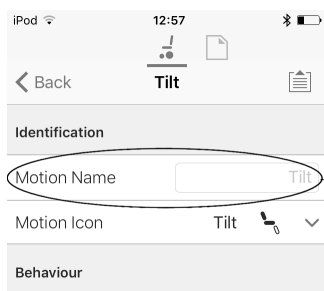 iPod 12:57
Back Tilt
Identification
Motion Name Tilt
Motion Icon Tilt
Behaviour